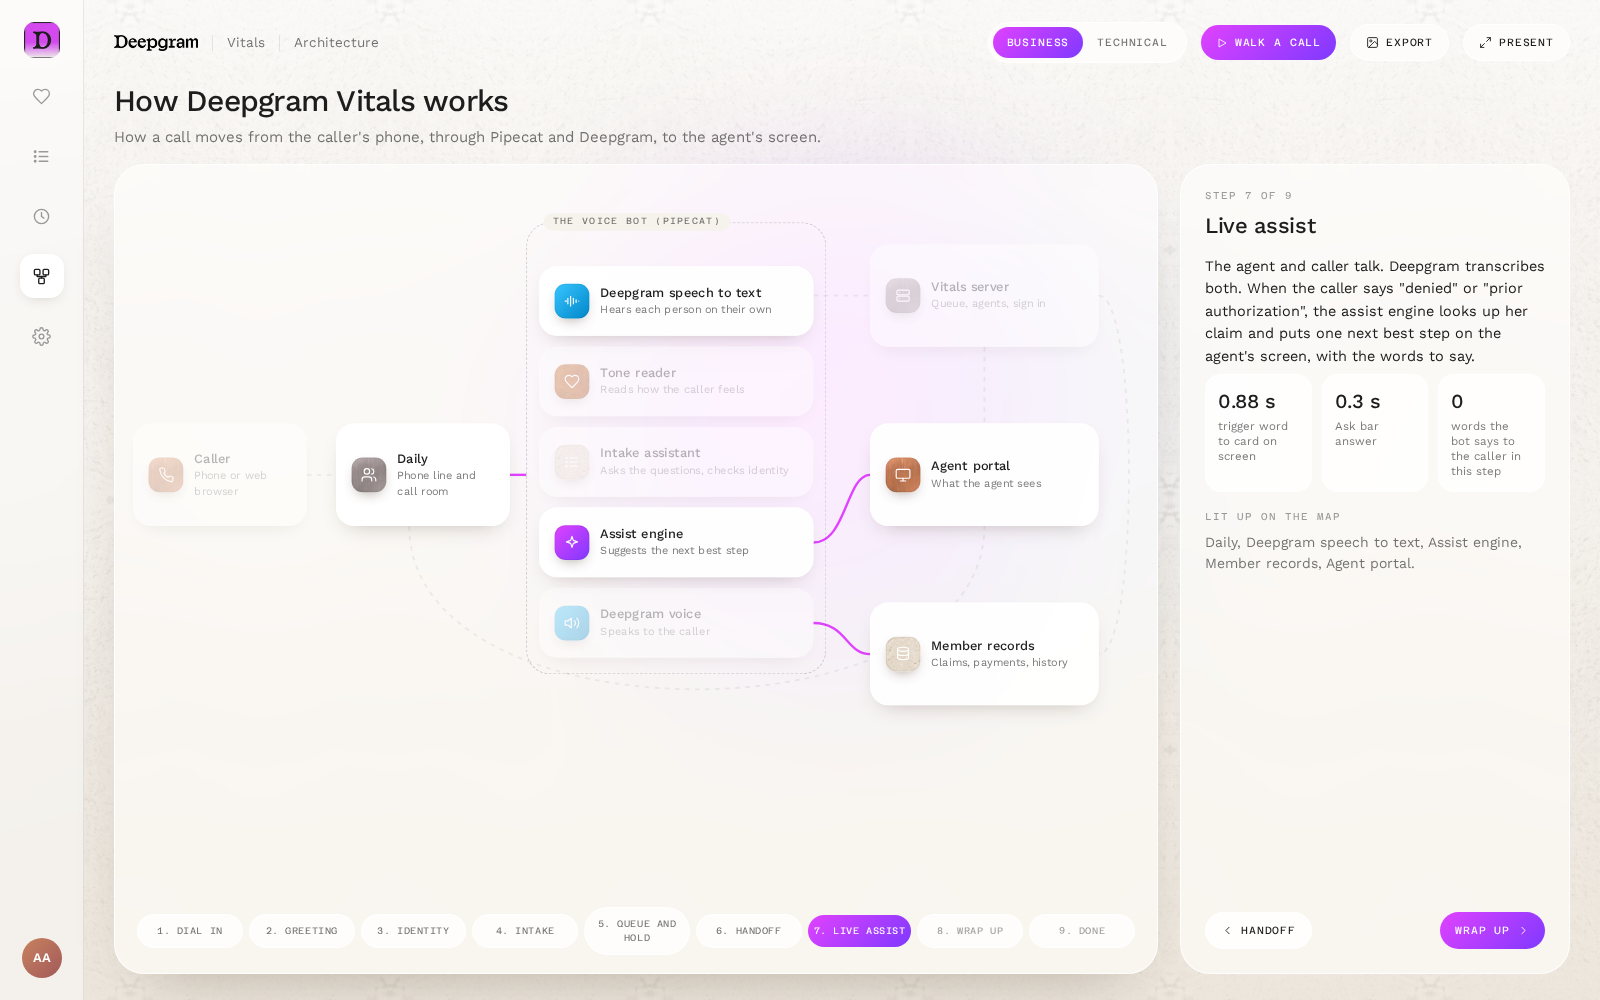 D
Deepgram
Vitals
Architecture
BUSINESS
TECHNICAL
WALK A CALL
EXPORT
PRESENT
How Deepgram Vitals works
How a call moves from the caller's phone, through Pipecat and Deepgram, to the agent's screen.
THE VOICE BOT (PIPECAT)
Deepgram speech to text
Hears each person on their own
Tone reader
Reads how the caller feels
Intake assistant
Asks the questions, checks identity
Assist engine
Suggests the next best step
Deepgram voice
Speaks to the caller
Caller
Phone or web
browser
Daily
Phone line and
call room
Vitals server
Queue, agents, sign in
Agent portal
What the agent sees
Member records
Claims, payments, history
1. DIAL IN
2. GREETING
3. IDENTITY
4. INTAKE
5. QUEUE AND
HOLD
6. HANDOFF
7. LIVE ASSIST
8. WRAP UP
9. DONE
STEP 7 OF 9
Live assist
The agent and caller talk. Deepgram transcribes
both. When the caller says "denied" or "prior
authorization", the assist engine looks up her
claim and puts one next best step on the
agent's screen, with the words to say.
0.88 s
trigger word
to card on
screen
0.3 s
Ask bar
answer
0
words the
bot says to
the caller in
this step
LIT UP ON THE MAP
Daily, Deepgram speech to text, Assist engine,
Member records, Agent portal.
HANDOFF
WRAP UP
AA